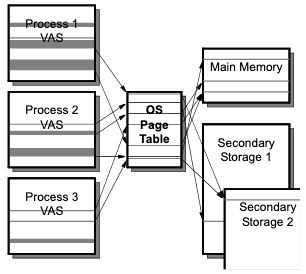 Process 1
VAS
Process 2
VAS
Process 3
VAS
OS
Page
Table
Main Memory
Secondary
Storage 1
Secondary
Storage 2